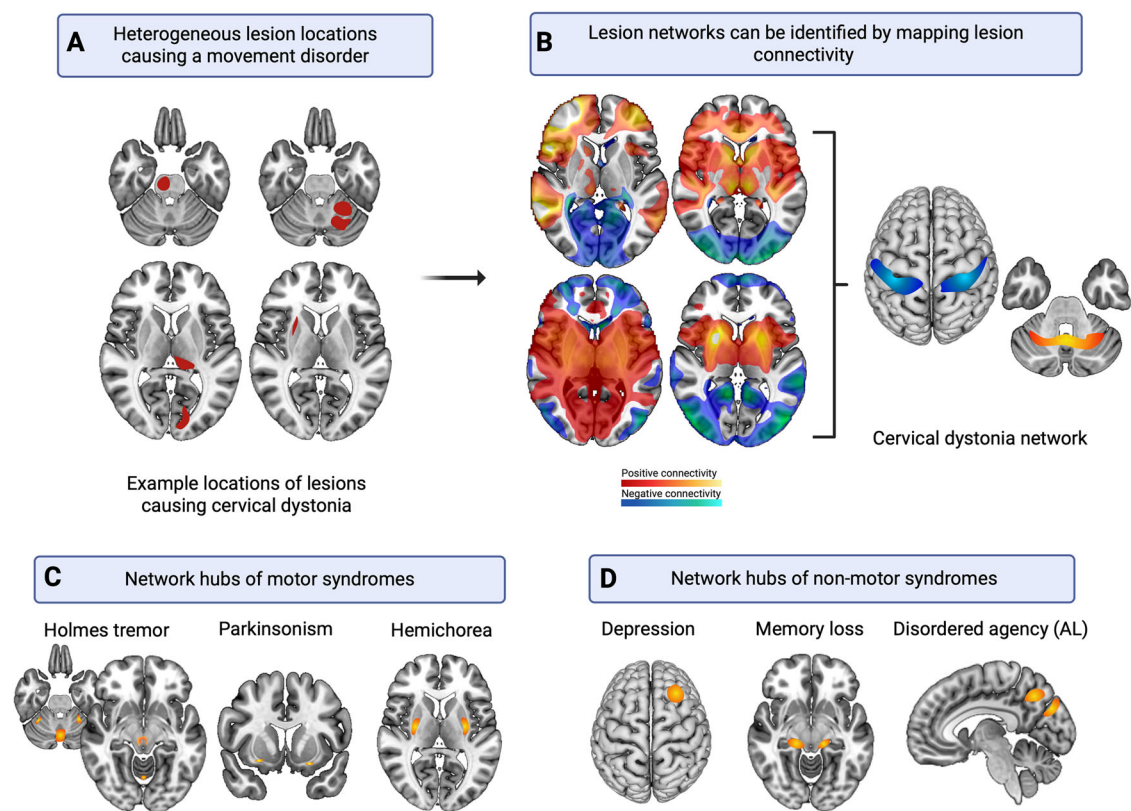 A
Heterogeneous lesion locations
causing a movement disorder
B
Lesion networks can be identified by mapping lesion
connectivity
Example locations of lesions
causing cervical dystonia
Positive connectivity
Negative connectivity
Cervical dystonia network
C
Network hubs of motor syndromes
Holmes tremor
Parkinsonism
Hemichorea
D
Network hubs of non-motor syndromes
Depression
Memory loss
Disordered agency (AL)